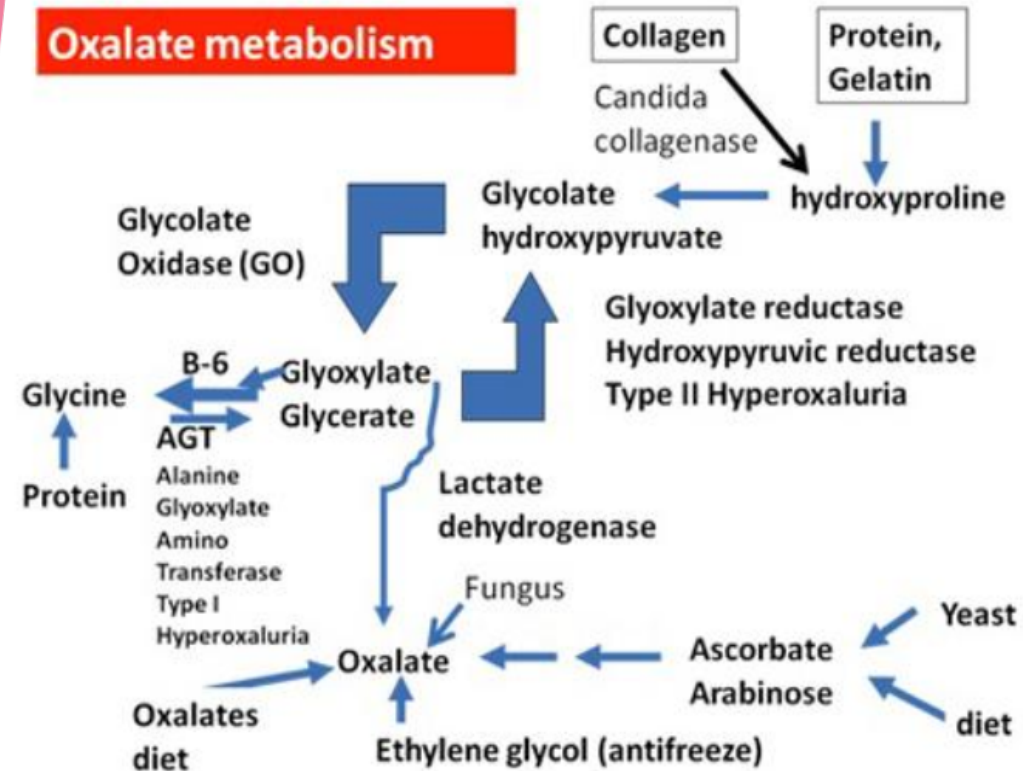 Oxalate metabolism
Collagen
Protein,
Gelatin
Candida
collagenase
Glycolate
hydroxypyruvate
hydroxyproline
Glycolate
Oxidase (GO)
Glyoxylate reductase
Hydroxypyruvic reductase
Type II Hyperoxaluria
B-6
Glyoxylate
Glycerate
Glycine
AGT
Alanine
Glyoxylate
Amino
Transferase
Type I
Hyperoxaluria
Protein
Lactate
dehydrogenase
Fungus
Yeast
Oxalate
Ascorbate
Arabinose
Oxalates
diet
diet
Ethylene glycol (antifreeze)